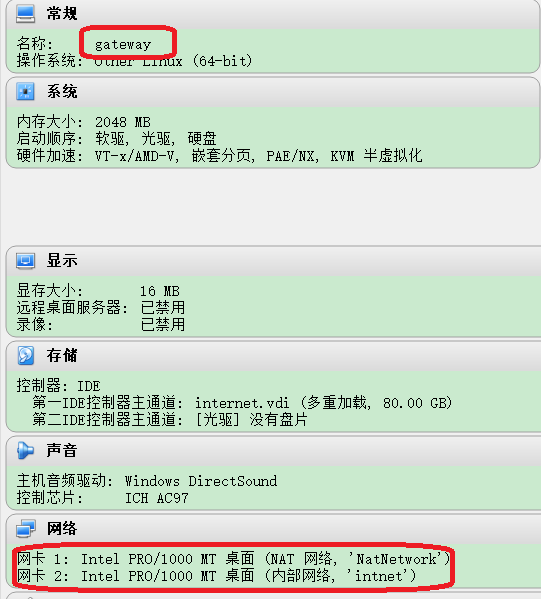 常规
名称: gateway
操作系统: Other Linux (64-bit)
系统
内存大小: 2048 MB
启动顺序: 软驱, 光驱, 硬盘
硬件加速: VT-x/AMD-V, 嵌套分页, PAE/NX, KVM 半虚拟化
显示
显存大小: 16 MB
远程桌面服务器: 已禁用
录像: 已禁用
存储
控制器: IDE
第一IDE控制器主通道: internet.vdi (多重加载, 80.00 GB)
第二IDE控制器主通道: [光驱] 没有盘片
声音
主机音频驱动: Windows DirectSound
控制芯片: ICH AC97
网络
网卡 1: Intel PRO/1000 MT 桌面 (NAT 网络, 'NatNetwork')
网卡 2: Intel PRO/1000 MT 桌面 (内部网络, 'intnet')